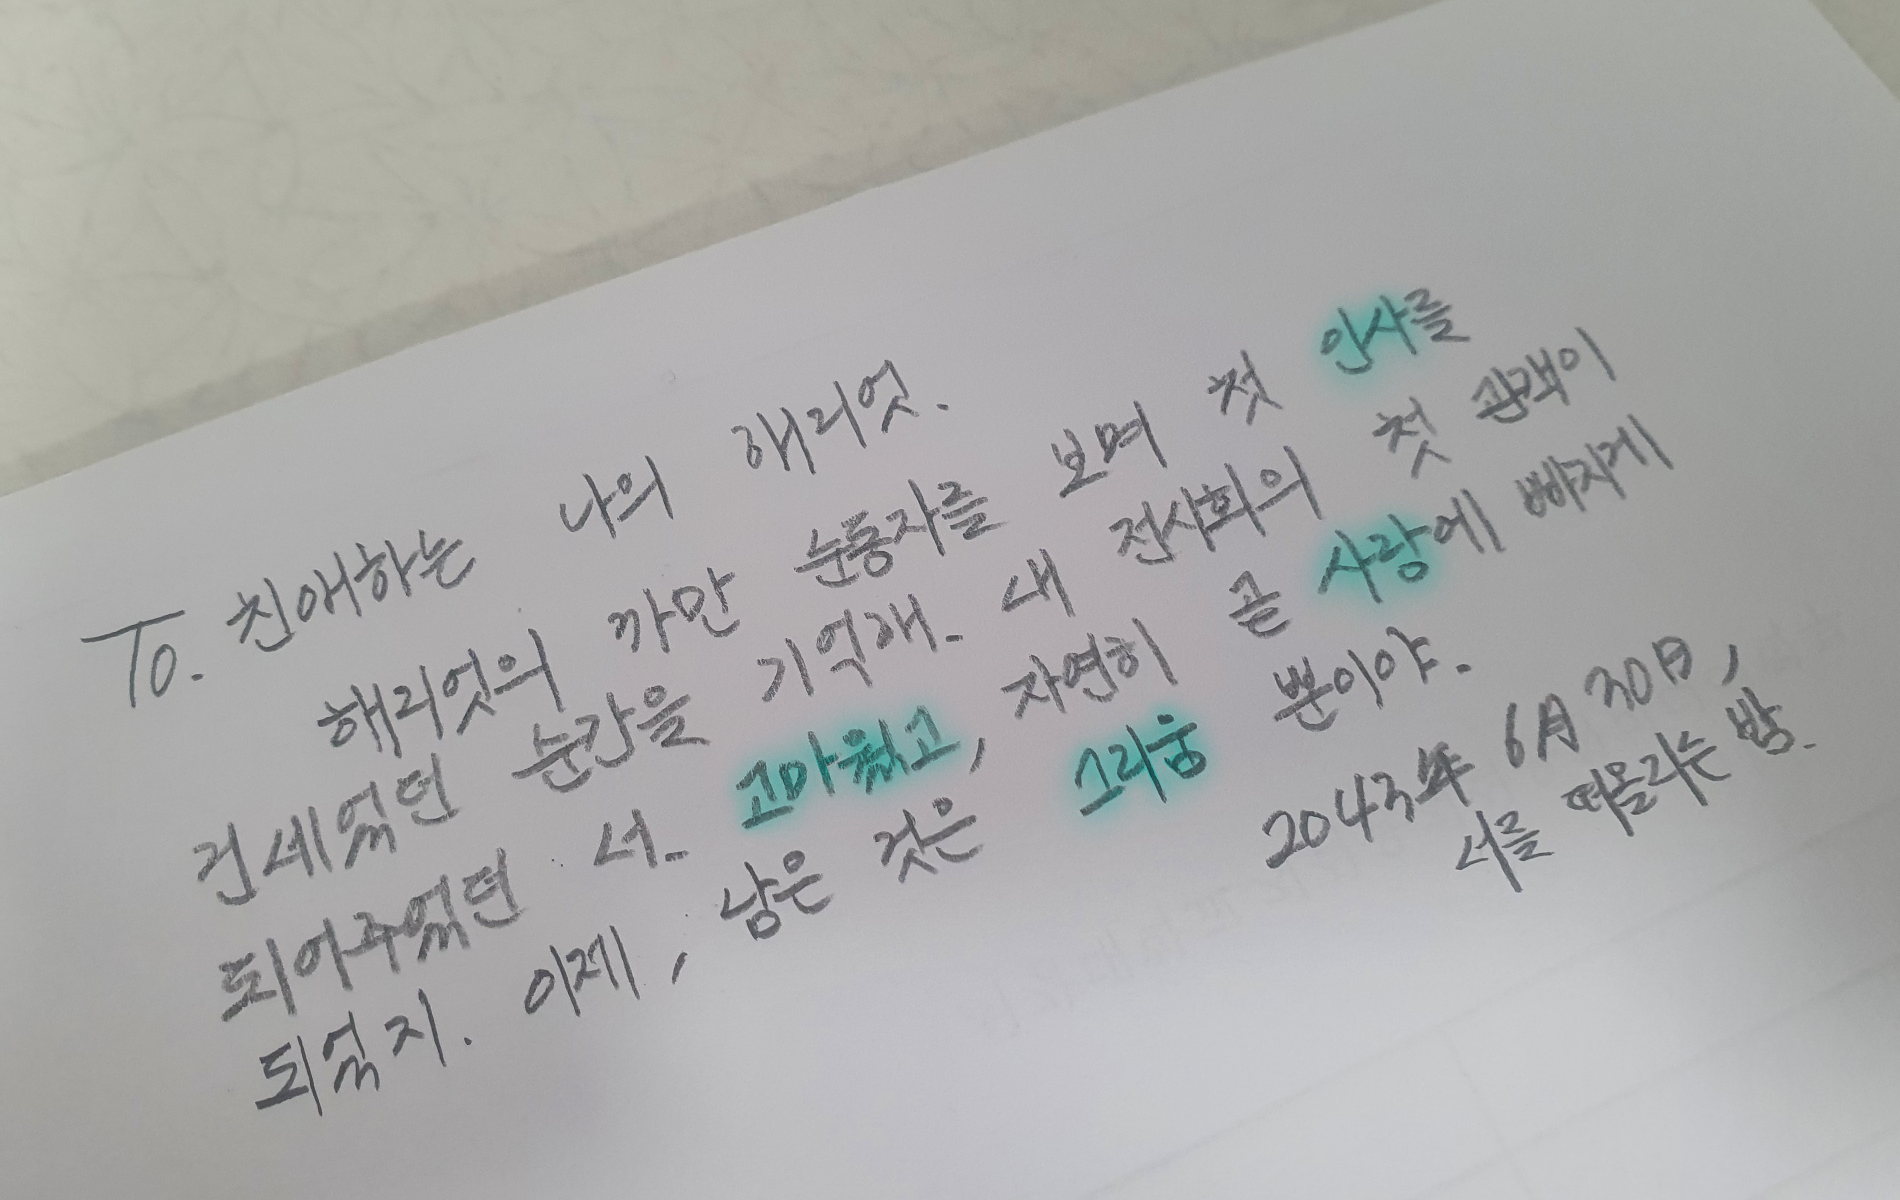 To. 친애하는 나의 해리엇.
해리엇의 까만 눈동자를 보며 첫 인사를
건네었던 순간을 기억해. 내 전시회의 첫 관객이
되어주었던 너. 고마웠고, 자연히 곧 사랑에 빠지게
되었지. 이제, 남은 것은 그리움 뿐이야.
2043年 6月 30日,
너를 떠올리는 밤.